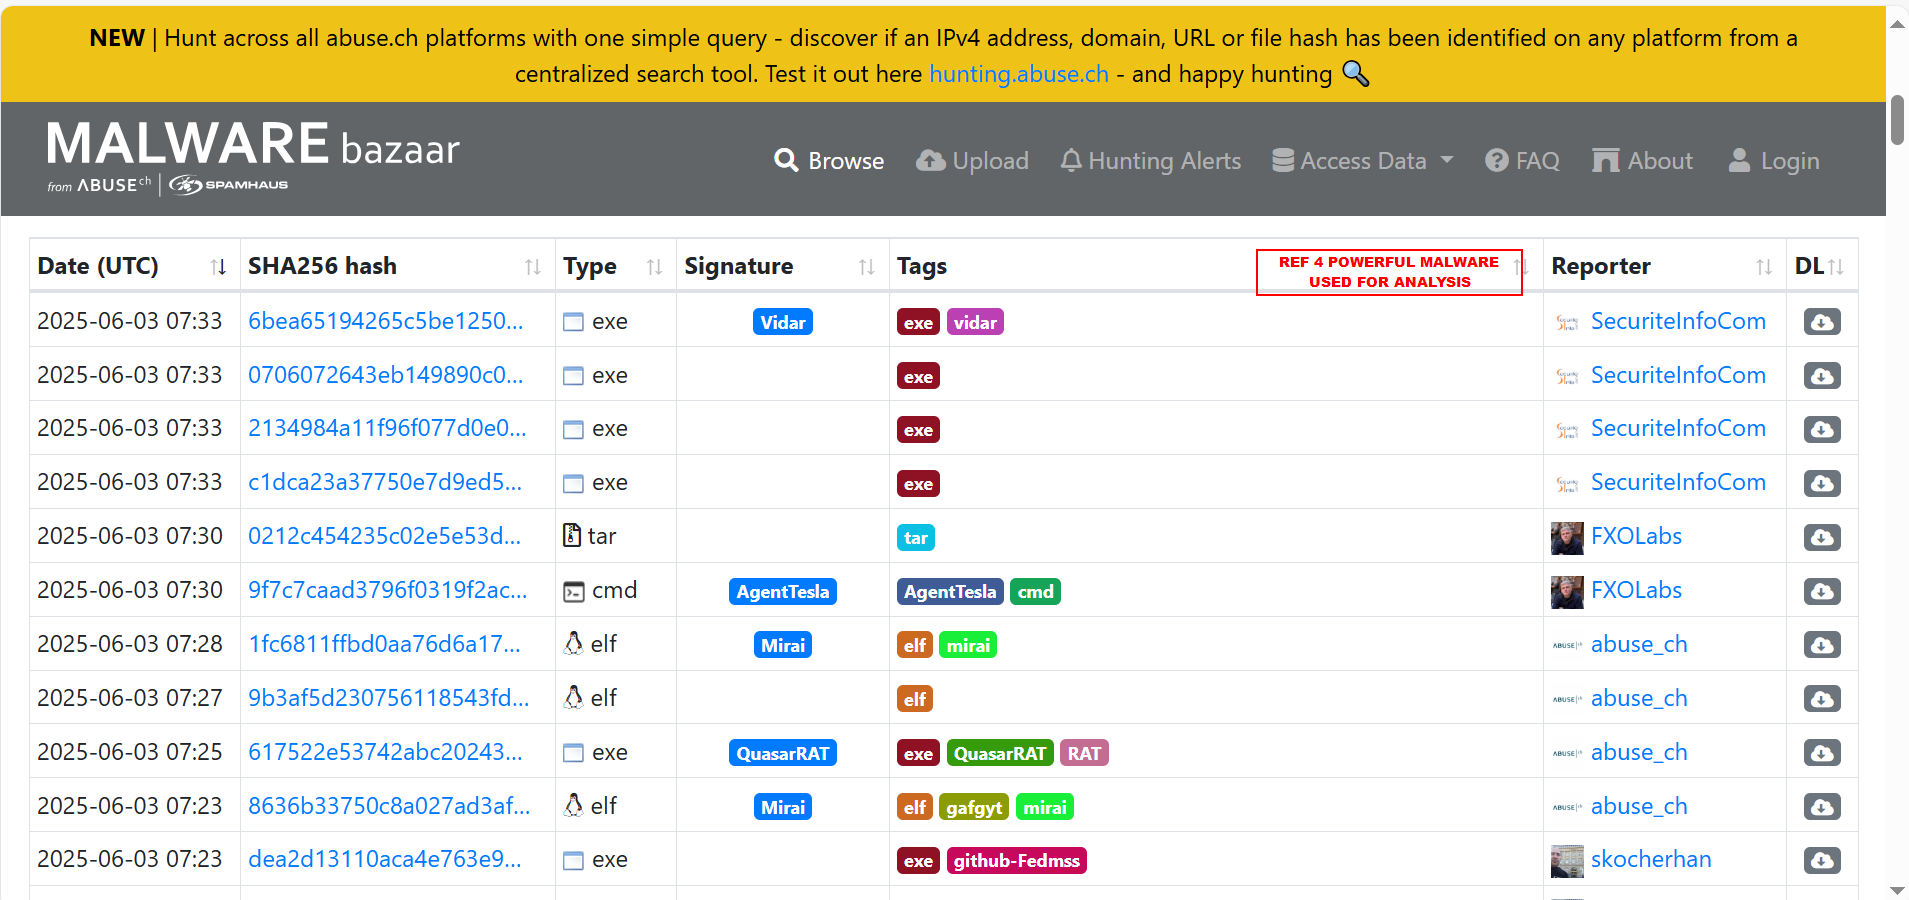 NEW | Hunt across all abuse.ch platforms with one simple query - discover if an IPv4 address, domain, URL or file hash has been identified on any platform from a
centralized search tool. Test it out here hunting.abuse.ch - and happy hunting
MALWARE bazaar
from ABUSE ch | SPAMHAUS
Browse Upload Hunting Alerts Access Data FAQ About Login
Date (UTC) SHA256 hash Type Signature Tags Reporter DL
REF 4 POWERFUL MALWARE
USED FOR ANALYSIS
2025-06-03 07:33 6bea65194265c5be1250... exe Vidar exe vidar SecuriteInfoCom
2025-06-03 07:33 0706072643eb149890c0... exe exe SecuriteInfoCom
2025-06-03 07:33 2134984a11f96f077d0e0... exe exe SecuriteInfoCom
2025-06-03 07:33 c1dca23a37750e7d9ed5... exe exe SecuriteInfoCom
2025-06-03 07:30 0212c454235c02e5e53d... tar tar FXOLabs
2025-06-03 07:30 9f7c7caad3796f0319f2ac... cmd AgentTesla AgentTesla cmd FXOLabs
2025-06-03 07:28 1fc6811ffbd0aa76d6a17... elf Mirai elf mirai abuse_ch
2025-06-03 07:27 9b3af5d230756118543fd... elf elf abuse_ch
2025-06-03 07:25 617522e53742abc20243... exe QuasarRAT exe QuasarRAT RAT abuse_ch
2025-06-03 07:23 8636b33750c8a027ad3af... elf Mirai elf gafgyt mirai abuse_ch
2025-06-03 07:23 dea2d13110aca4e763e9... exe exe github-Fedmss skocherhan